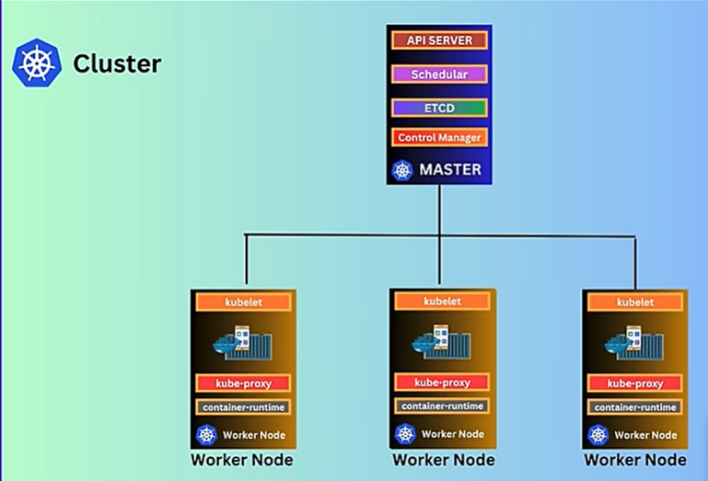 Cluster
API SERVER
Schedular
ETCD
Control Manager
MASTER
kubelet
kube-proxy
container-runtime
Worker Node
Worker Node
kubelet
kube-proxy
container-runtime
Worker Node
Worker Node
kubelet
kube-proxy
container-runtime
Worker Node
Worker Node